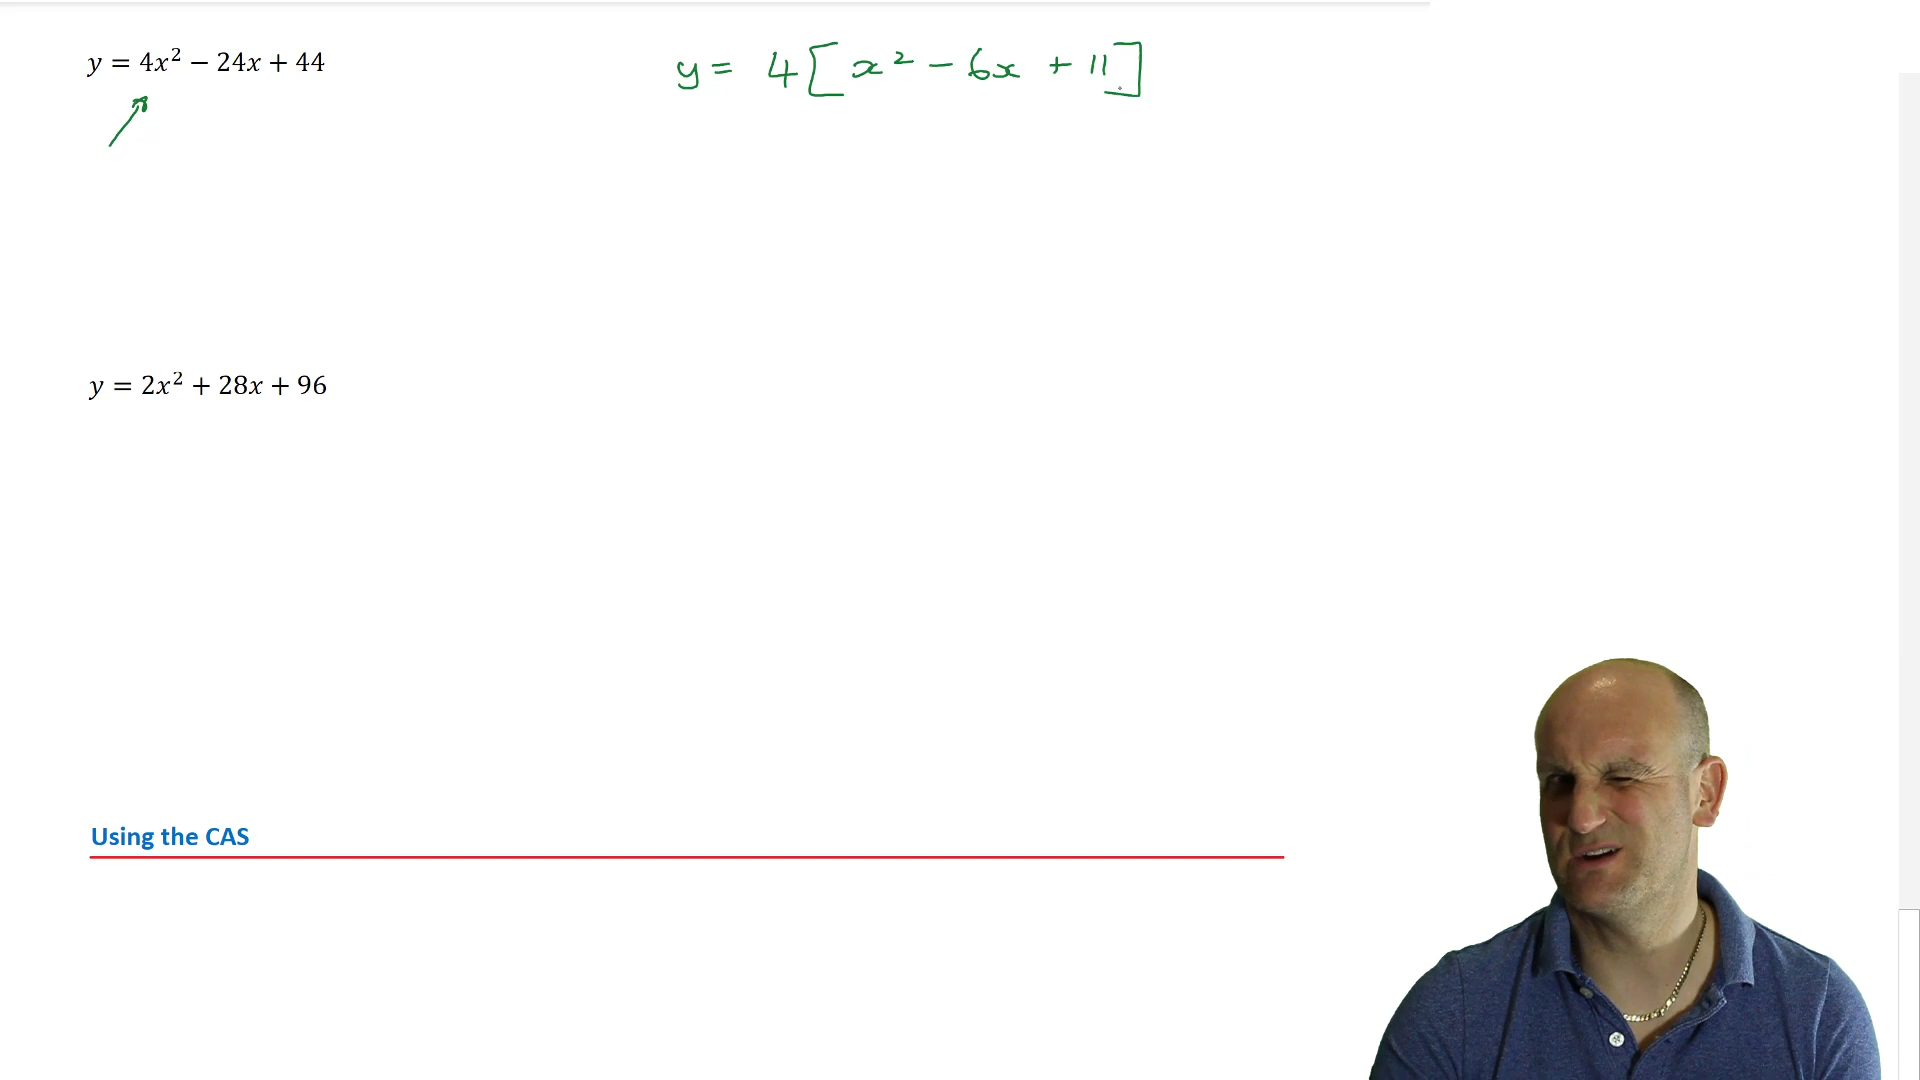 y = 4x² − 24x + 44
y = 4[x² − 6x + 11]
y = 2x² + 28x + 96
Using the CAS